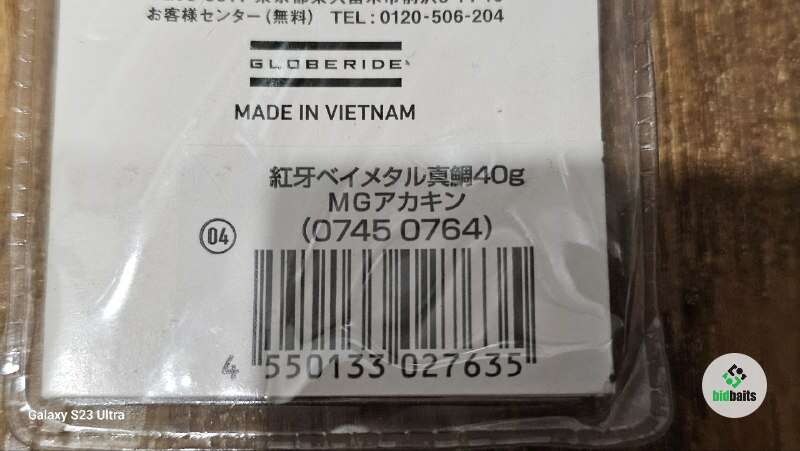 お客様センター(無料) TEL:0120-506-204
GLOBERIDE
MADE IN VIETNAM
紅牙ベイメタル真鯛40g
MGアカキン
04
(0745 0764)
4 550133 027635
Galaxy S23 Ultra
bidbaits